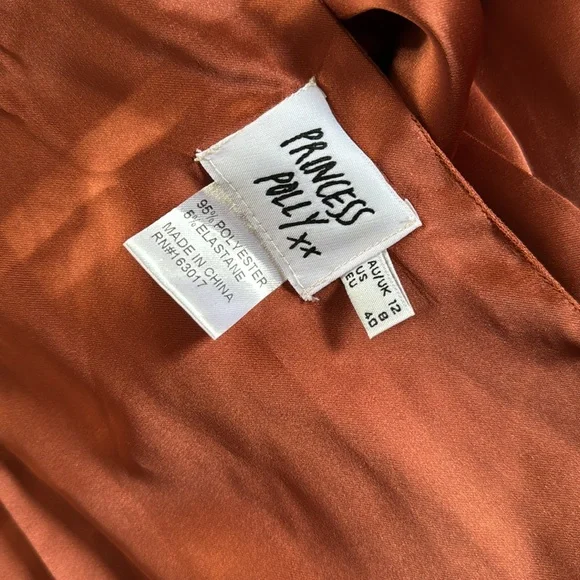 PRINCESS
POLLY xx
95% POLYESTER
5% ELASTANE
MADE IN CHINA
RN#163017
AU/UK 12
US 8
EU 40